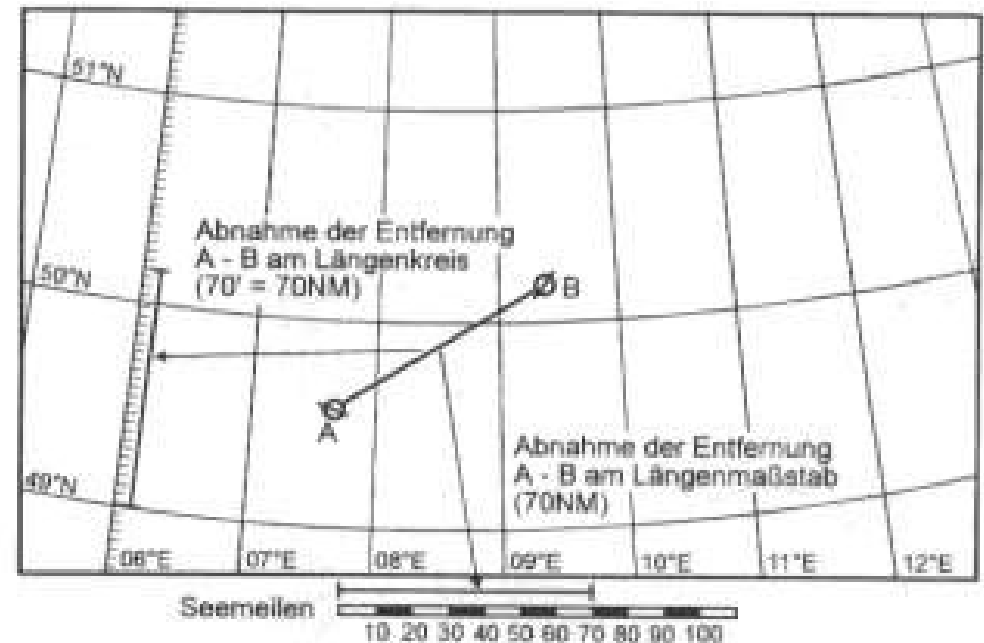 51°N
Abnahme der Entfernung
A - B am Längenkreis
(70' = 70NM)
50°N
B
A
Abnahme der Entfernung
A - B am Längenmaßstab
(70NM)
49°N
06°E 07°E 08°E 09°E 10°E 11°E 12°E
Seemeilen
10 20 30 40 50 60 70 80 90 100